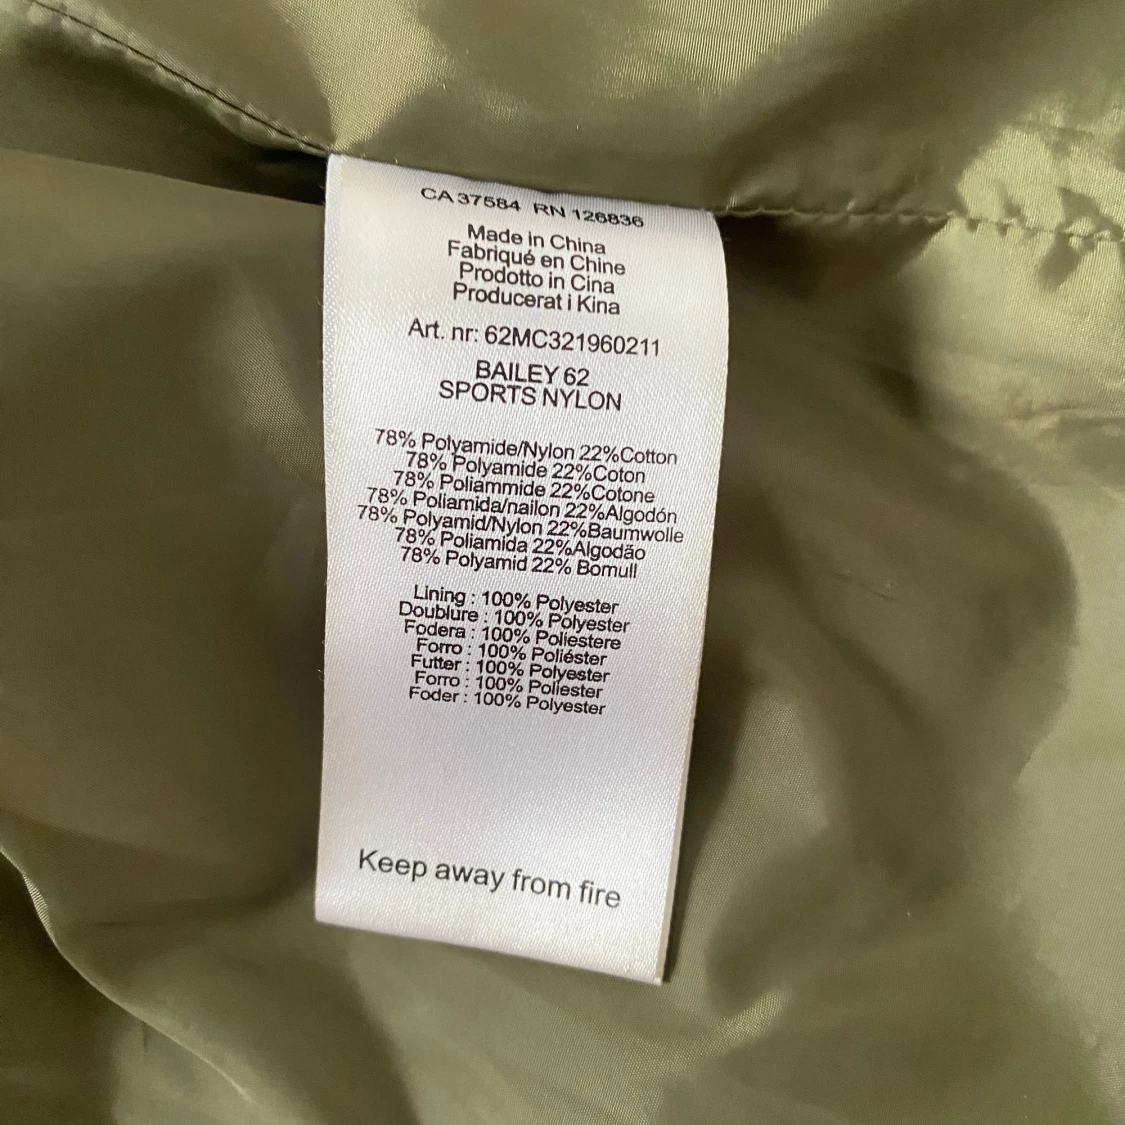 CA 37584 RN 126836
Made in China
Fabriqué en Chine
Prodotto in Cina
Producerat i Kina
Art. nr: 62MC321960211
BAILEY 62
SPORTS NYLON
78% Polyamide/Nylon 22%Cotton
78% Polyamide 22%Coton
78% Poliammide 22%Cotone
78% Poliamida/nailon 22%Algodón
78% Polyamid/Nylon 22%Baumwolle
78% Poliamida 22%Algodão
78% Polyamid 22% Bomull
Lining : 100% Polyester
Doublure : 100% Polyester
Fodera : 100% Poliestere
Forro : 100% Poliéster
Futter : 100% Polyester
Forro : 100% Poliester
Foder : 100% Polyester
Keep away from fire